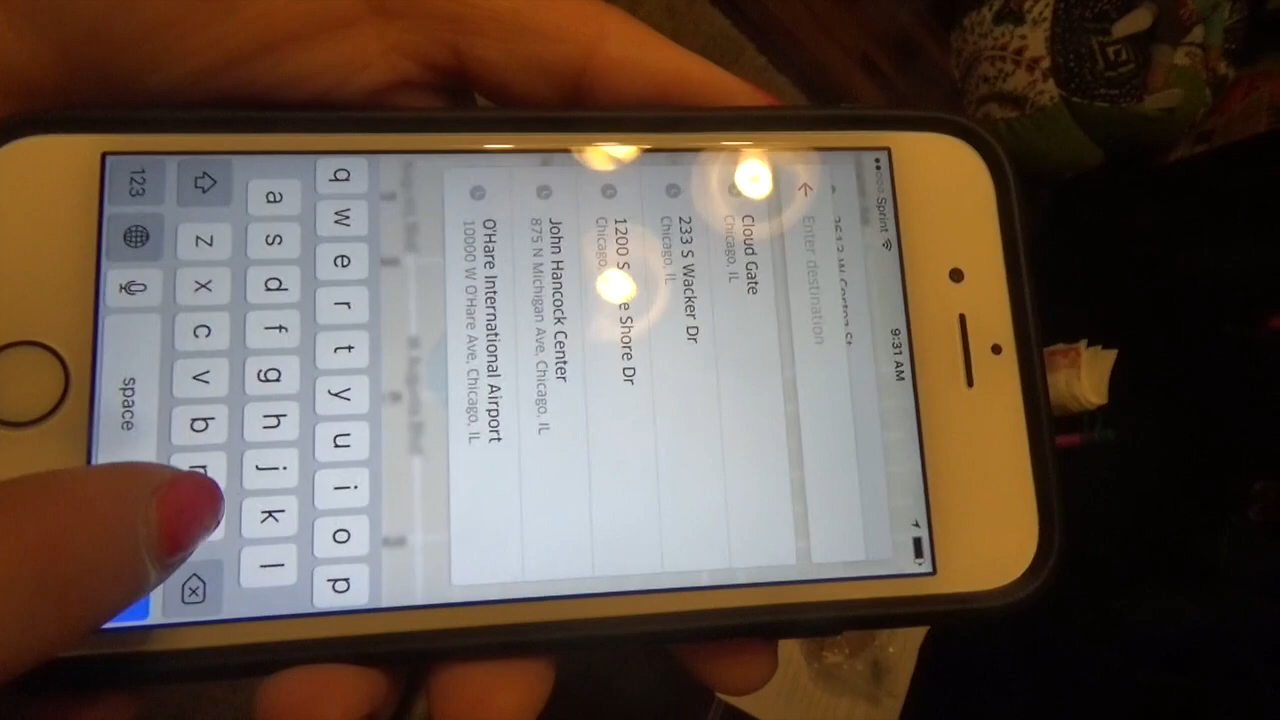 Sprint
9:31 AM
Enter destination
Cloud Gate
Chicago, IL
233 S Wacker Dr
Chicago, IL
1200 S Shore Dr
Chicago,
John Hancock Center
875 N Michigan Ave, Chicago, IL
O'Hare International Airport
10000 W O'Hare Ave, Chicago, IL
q w e r t y u i o p
a s d f g h j k l
z x c v b
123 space